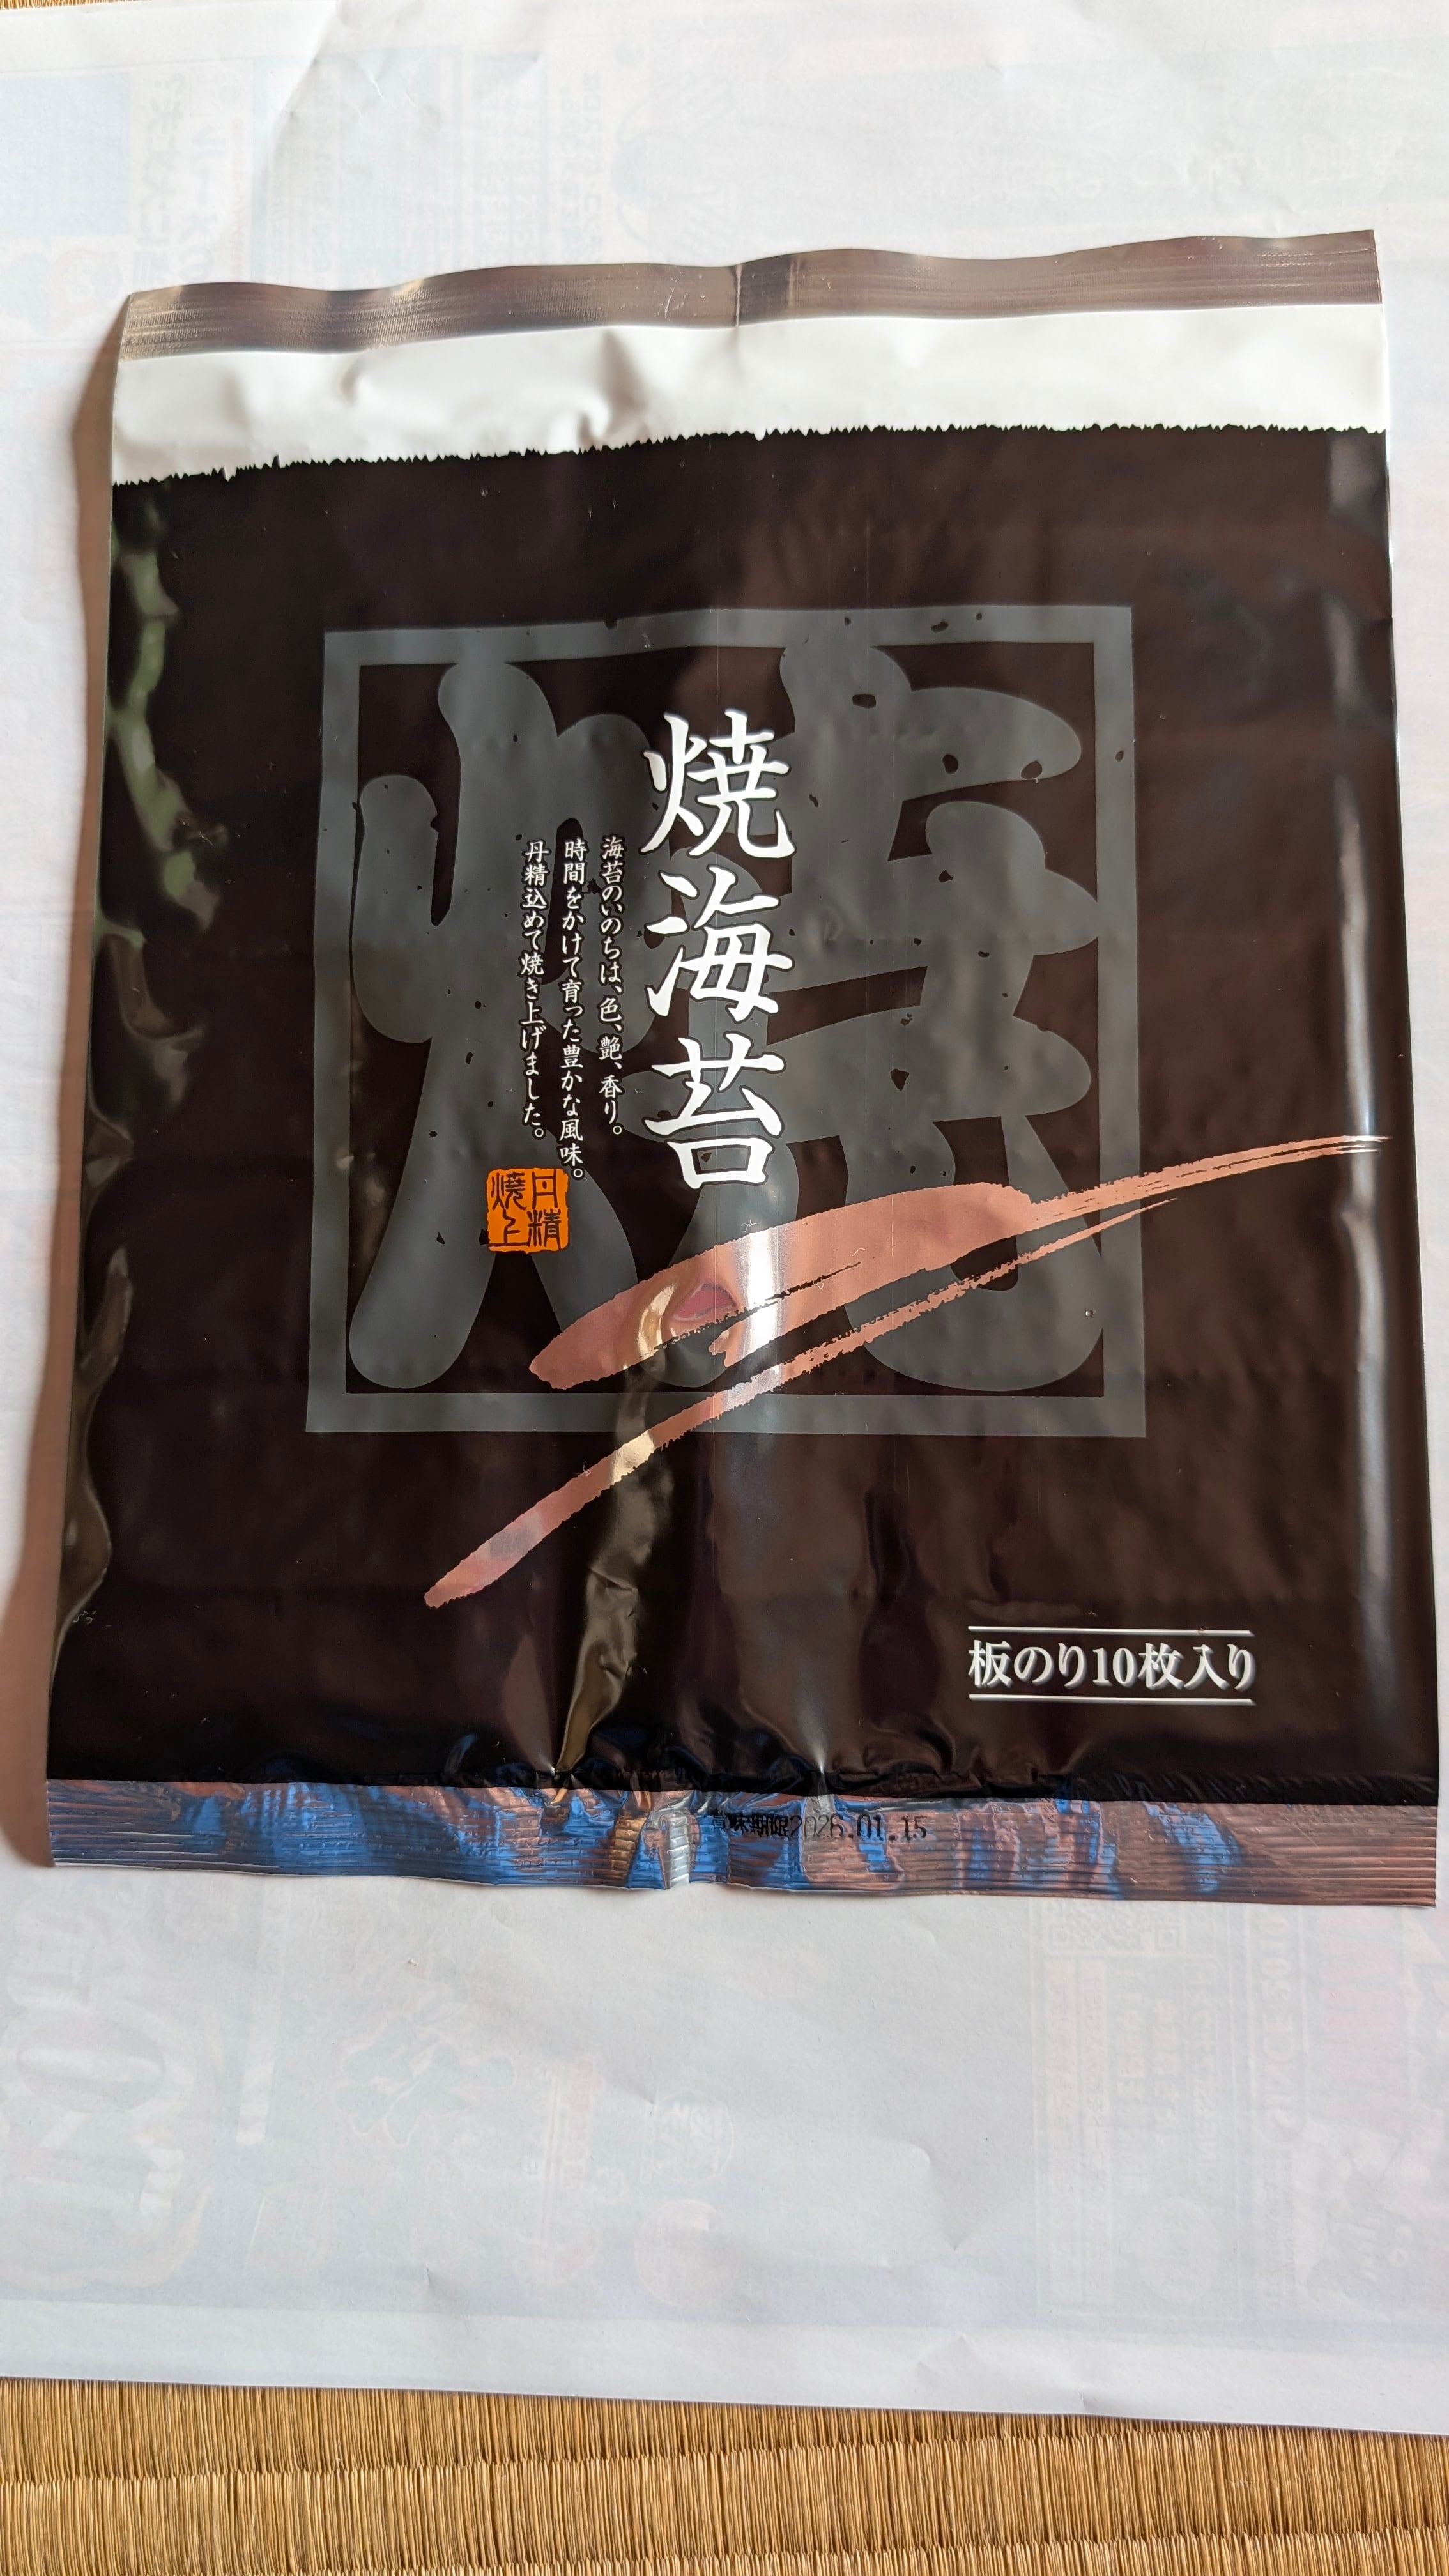 焼
焼海苔
海苔のいのちは、色、艶、香り。
時間をかけて育った豊かな風味。
丹精込めて焼き上げました。
丹精
焼上
板のり10枚入り
賞味期限2026.01.15